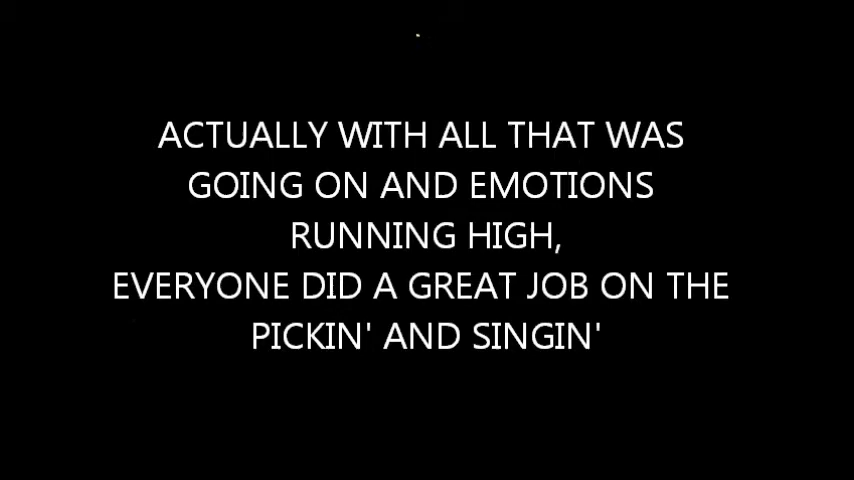 ACTUALLY WITH ALL THAT WAS
GOING ON AND EMOTIONS
RUNNING HIGH,
EVERYONE DID A GREAT JOB ON THE
PICKIN' AND SINGIN'